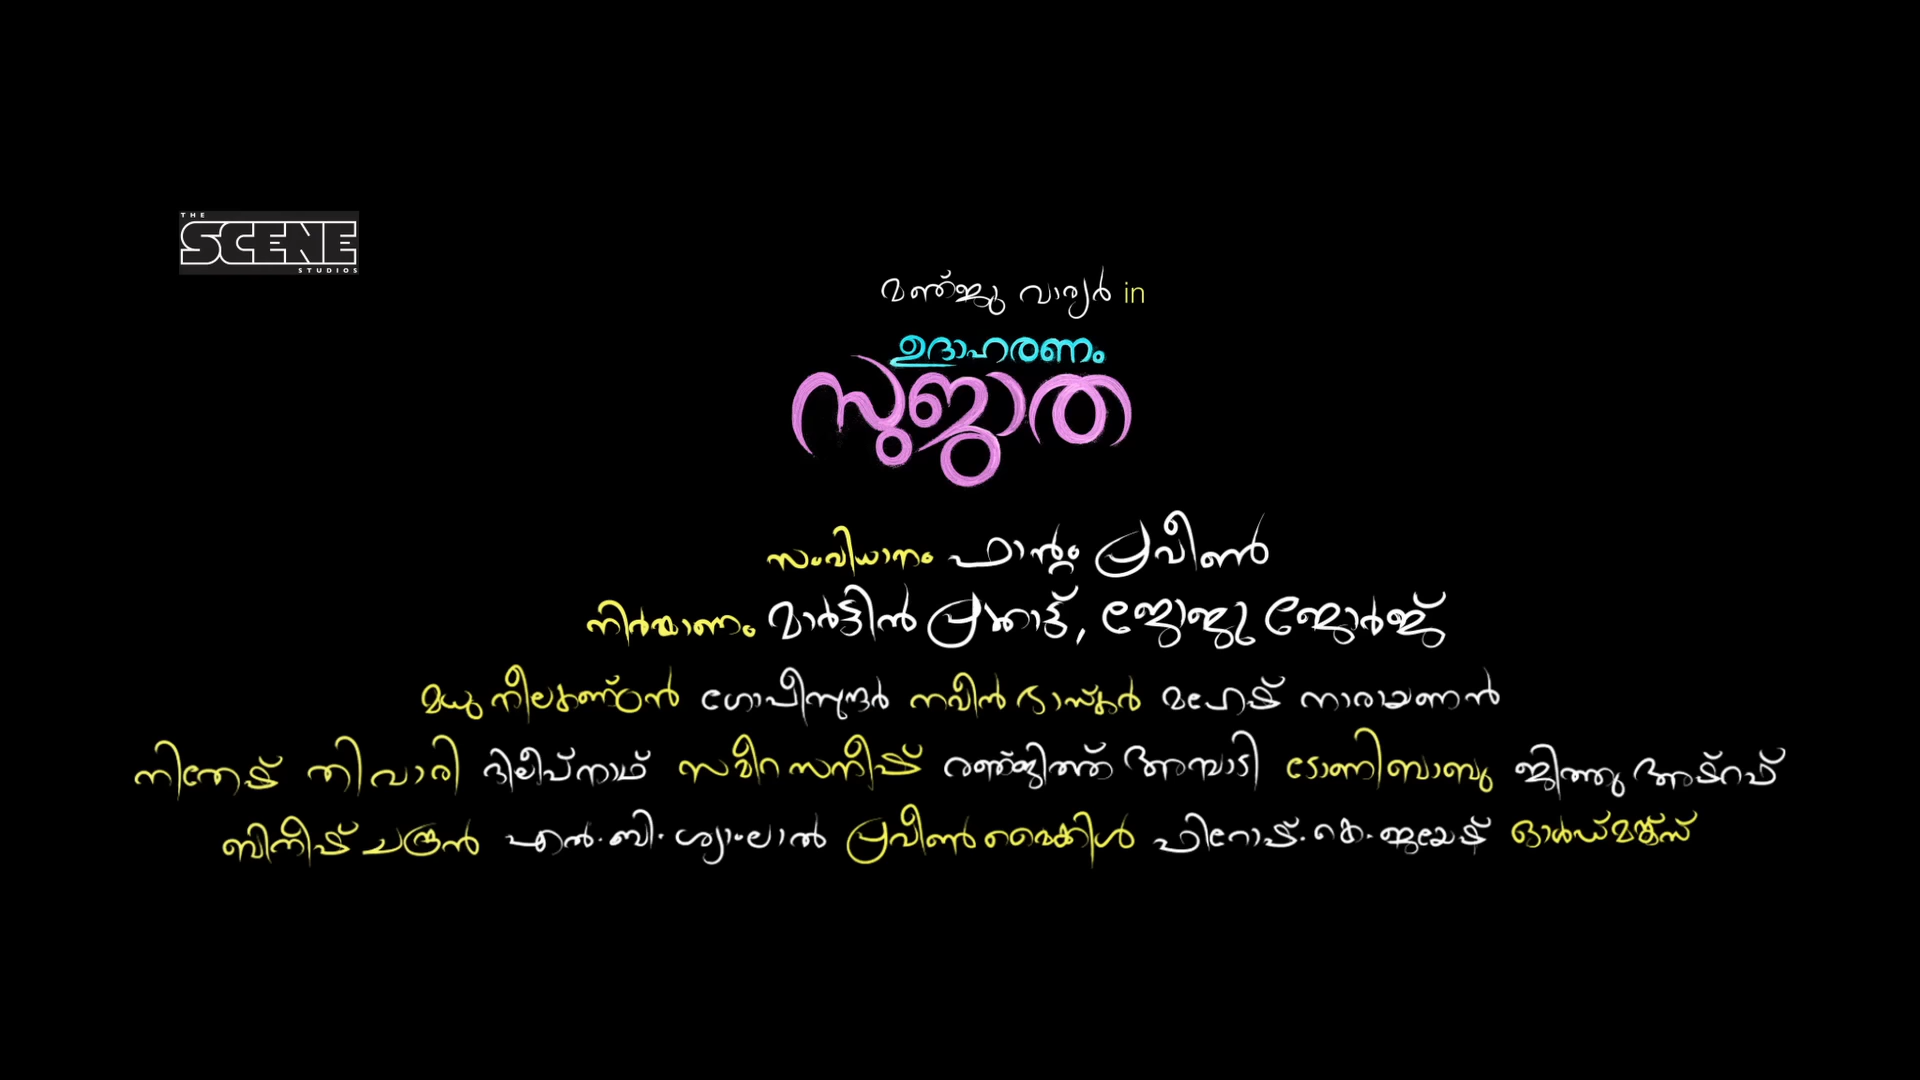 THE
SCENE
STUDIOS
മഞ്ജു വാര്യർ in
ഉദാഹരണം
സുജാത
സംവിധാനം ഫാന്റം പ്രവീൺ
നിർമ്മാണം മാർട്ടിൻ പ്രക്കാട്ട്, ജോജു ജോർജ്ജ്
മധു നീലകണ്ഠൻ ഗോപീസുന്ദർ നവീൻ ഭാസ്കർ മഹേഷ് നാരായണൻ
നിതേഷ് തിവാരി ദിലീപ്നാഥ് സമീറ സനീഷ് രഞ്ജിത്ത് അമ്പാടി ടോണി ബാബു ജിത്തു അഷ്റഫ്
ബിനീഷ് ചന്ദ്രൻ എൽ.ബി.ശ്യാംലാൽ പ്രവീൺ മൈക്കിൾ ഫിറോഷ്.കെ.ജയേഷ് ഓൾഡ്മങ്ക്സ്